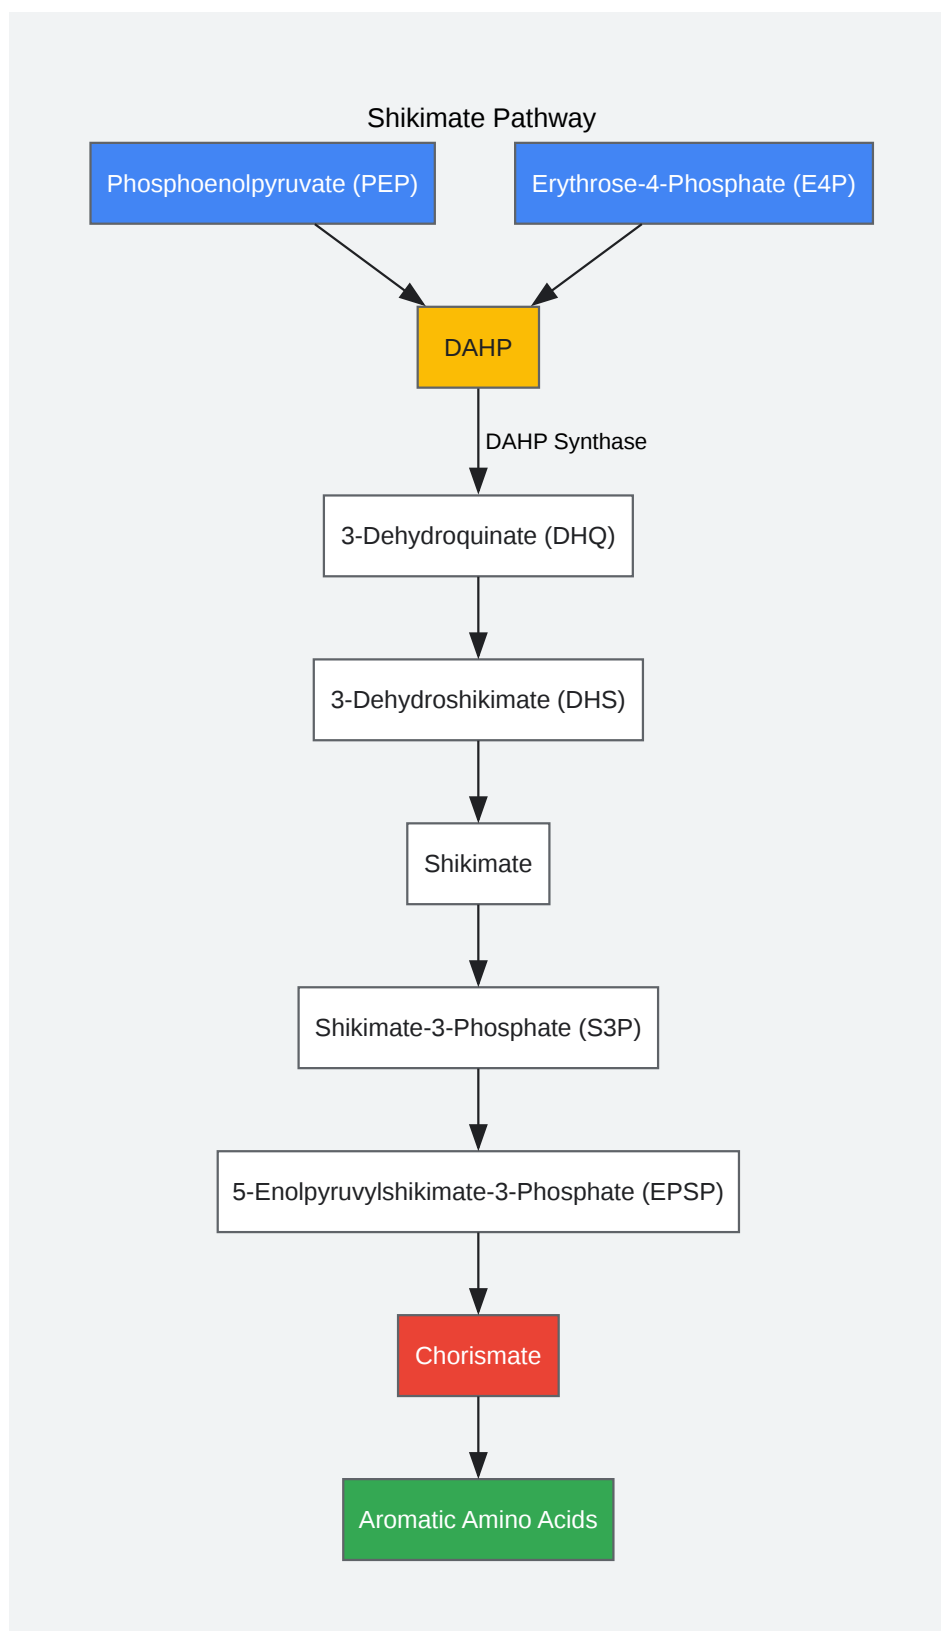 Shikimate Pathway
Phosphoenolpyruvate (PEP)
Erythrose-4-Phosphate (E4P)
DAHP
DAHP Synthase
3-Dehydroquinate (DHQ)
3-Dehydroshikimate (DHS)
Shikimate
Shikimate-3-Phosphate (S3P)
5-Enolpyruvylshikimate-3-Phosphate (EPSP)
Chorismate
Aromatic Amino Acids